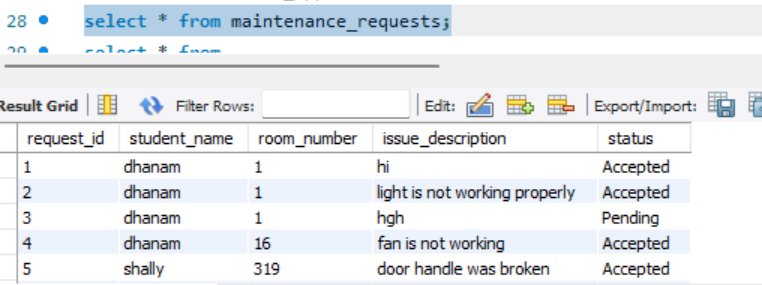 28 select * from maintenance_requests;
29 select * from
Result Grid Filter Rows: Edit: Export/Import:
request_id student_name room_number issue_description status
1 dhanam 1 hi Accepted
2 dhanam 1 light is not working properly Accepted
3 dhanam 1 hgh Pending
4 dhanam 16 fan is not working Accepted
5 shally 319 door handle was broken Accepted